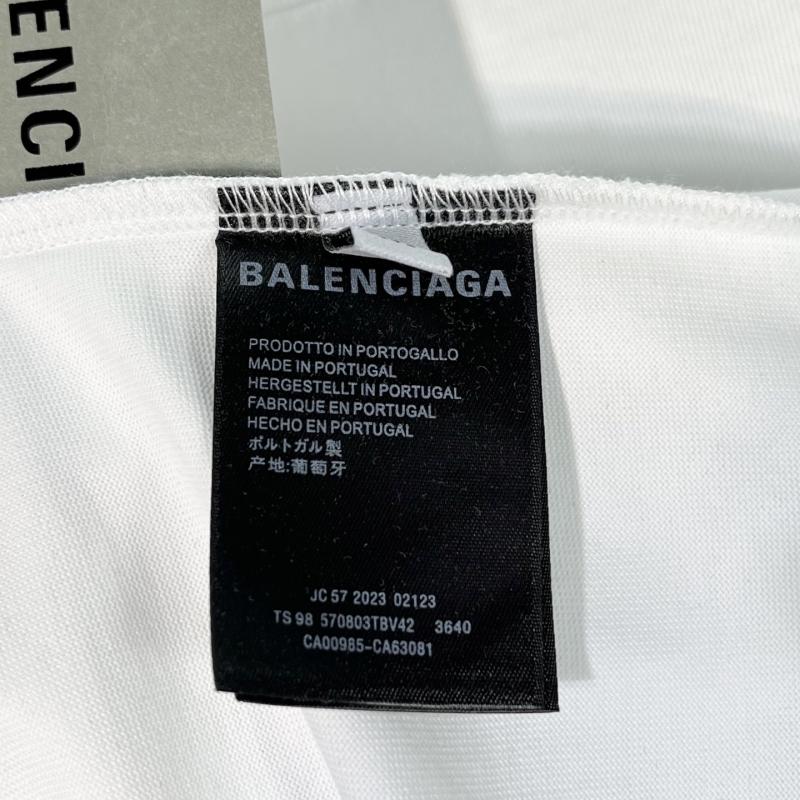 ENCI
BALENCIAGA
PRODOTTO IN PORTOGALLO
MADE IN PORTUGAL
HERGESTELLT IN PORTUGAL
FABRIQUE EN PORTUGAL
HECHO EN PORTUGAL
ポルトガル製
产地:葡萄牙
JC 57 2023 02123
TS 98 570803TBV42 3640
CA00985-CA63081